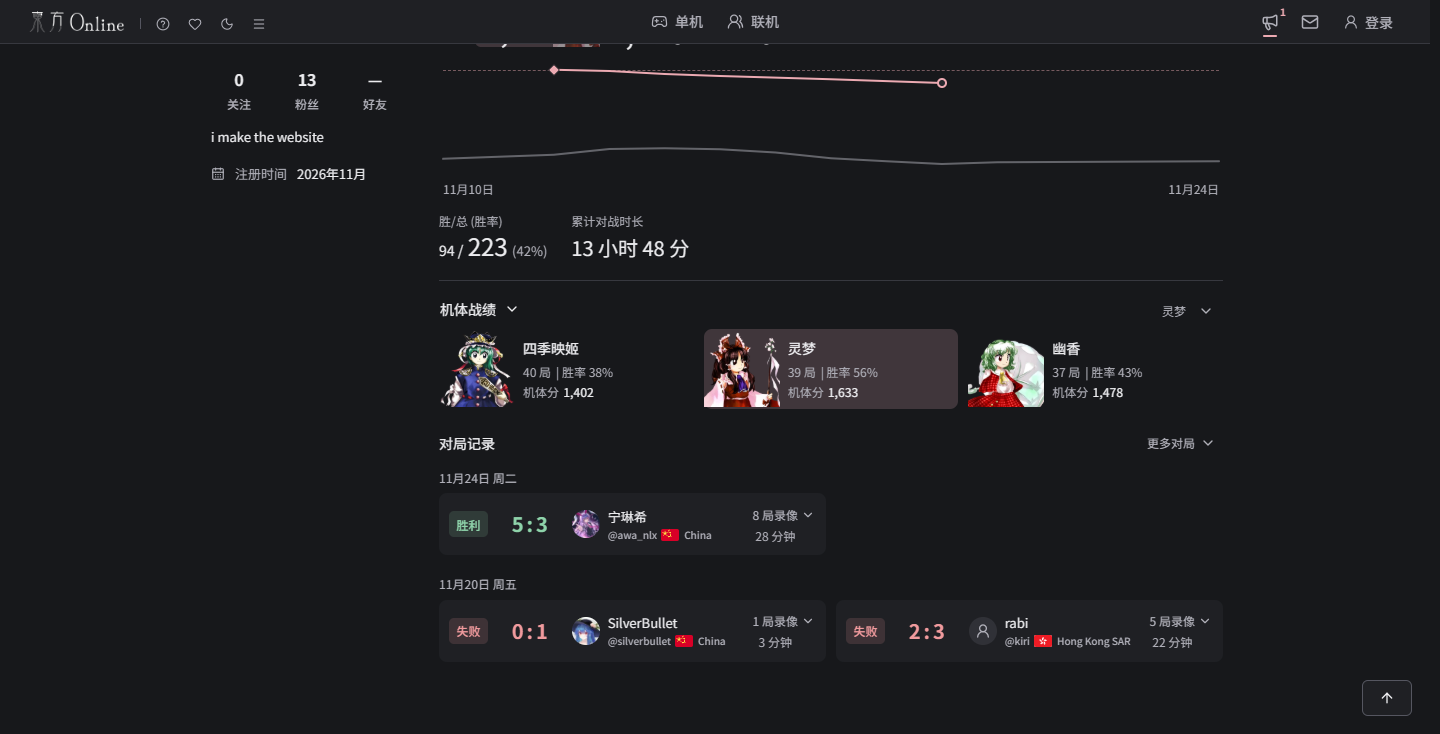 東方Online
单机
联机
1
登录
0
13
—
关注
粉丝
好友
i make the website
注册时间 2026年11月
11月10日
11月24日
胜/总 (胜率)
累计对战时长
94 / 223 (42%)
13 小时 48 分
机体战绩
灵梦
四季映姬
40 局 | 胜率 38%
机体分 1,402
灵梦
39 局 | 胜率 56%
机体分 1,633
幽香
37 局 | 胜率 43%
机体分 1,478
对局记录
更多对局
11月24日 周二
胜利
5 : 3
宁琳希
@awa_nlx China
8 局录像
28 分钟
11月20日 周五
失败
0 : 1
SilverBullet
@silverbullet China
1 局录像
3 分钟
失败
2 : 3
rabi
@kiri Hong Kong SAR
5 局录像
22 分钟